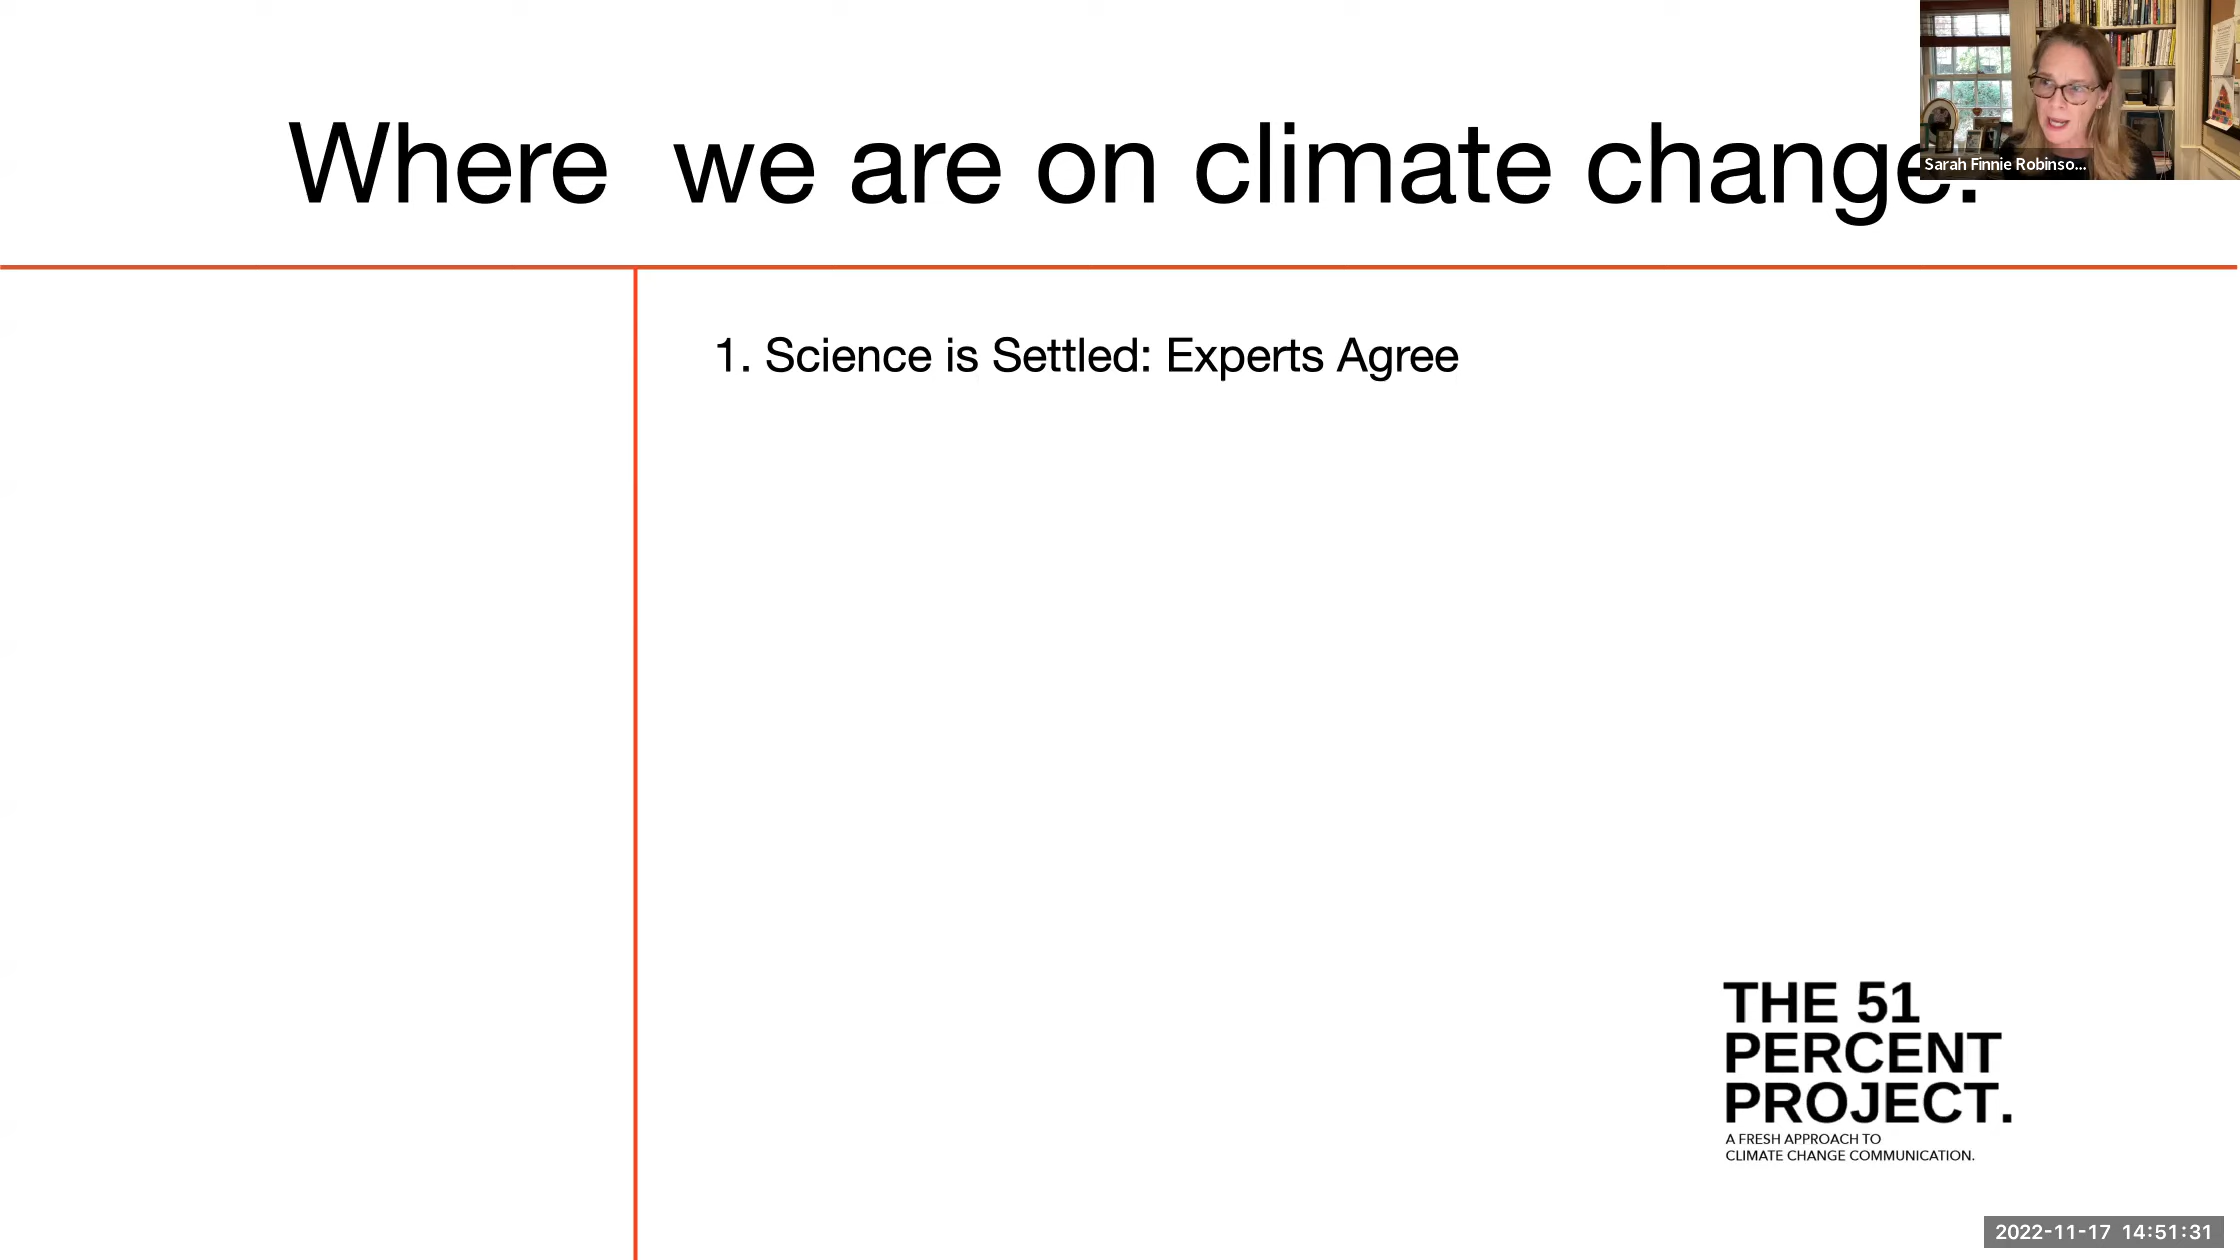 Where  we are on climate change.
Sarah Finnie Robinso...
1. Science is Settled: Experts Agree
THE 51
PERCENT
PROJECT.
A FRESH APPROACH TO
CLIMATE CHANGE COMMUNICATION.
2022-11-17 14:51:31